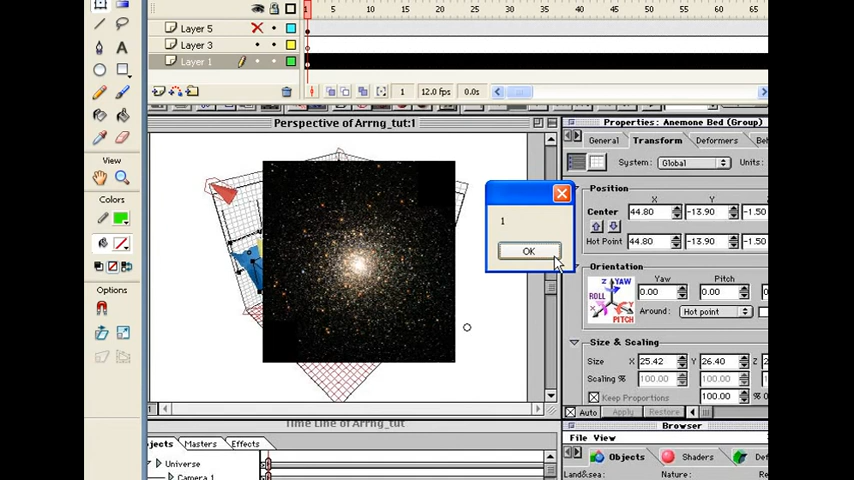 1 5 10 15 20 25 30 35 40 45 50 55 60 65
Layer 5
Layer 3
Layer 1
1 12.0 fps 0.0s
View
Colors
Options
Perspective of Arrng_tut:1
1
OK
Properties: Anemone Bed (Group)
General Transform Deformers
System: Global Units:
Position
X Y
Center 44.80 -13.90 -1.50
Hot Point 44.80 -13.90 -1.50
Orientation
Yaw Pitch
Z YAW
ROLL
PITCH
0.00 0.00
Around: Hot point
Size & Scaling
Size X 25.42 Y 26.40 Z
Scaling % 100.00 100.00
Keep Proportions 100.00
Auto Apply Restore
Browser
File View
Objects Shaders
Land&sea: Nature:
Time Line of Arrng_tut
Masters Effects
Universe
Camera 1